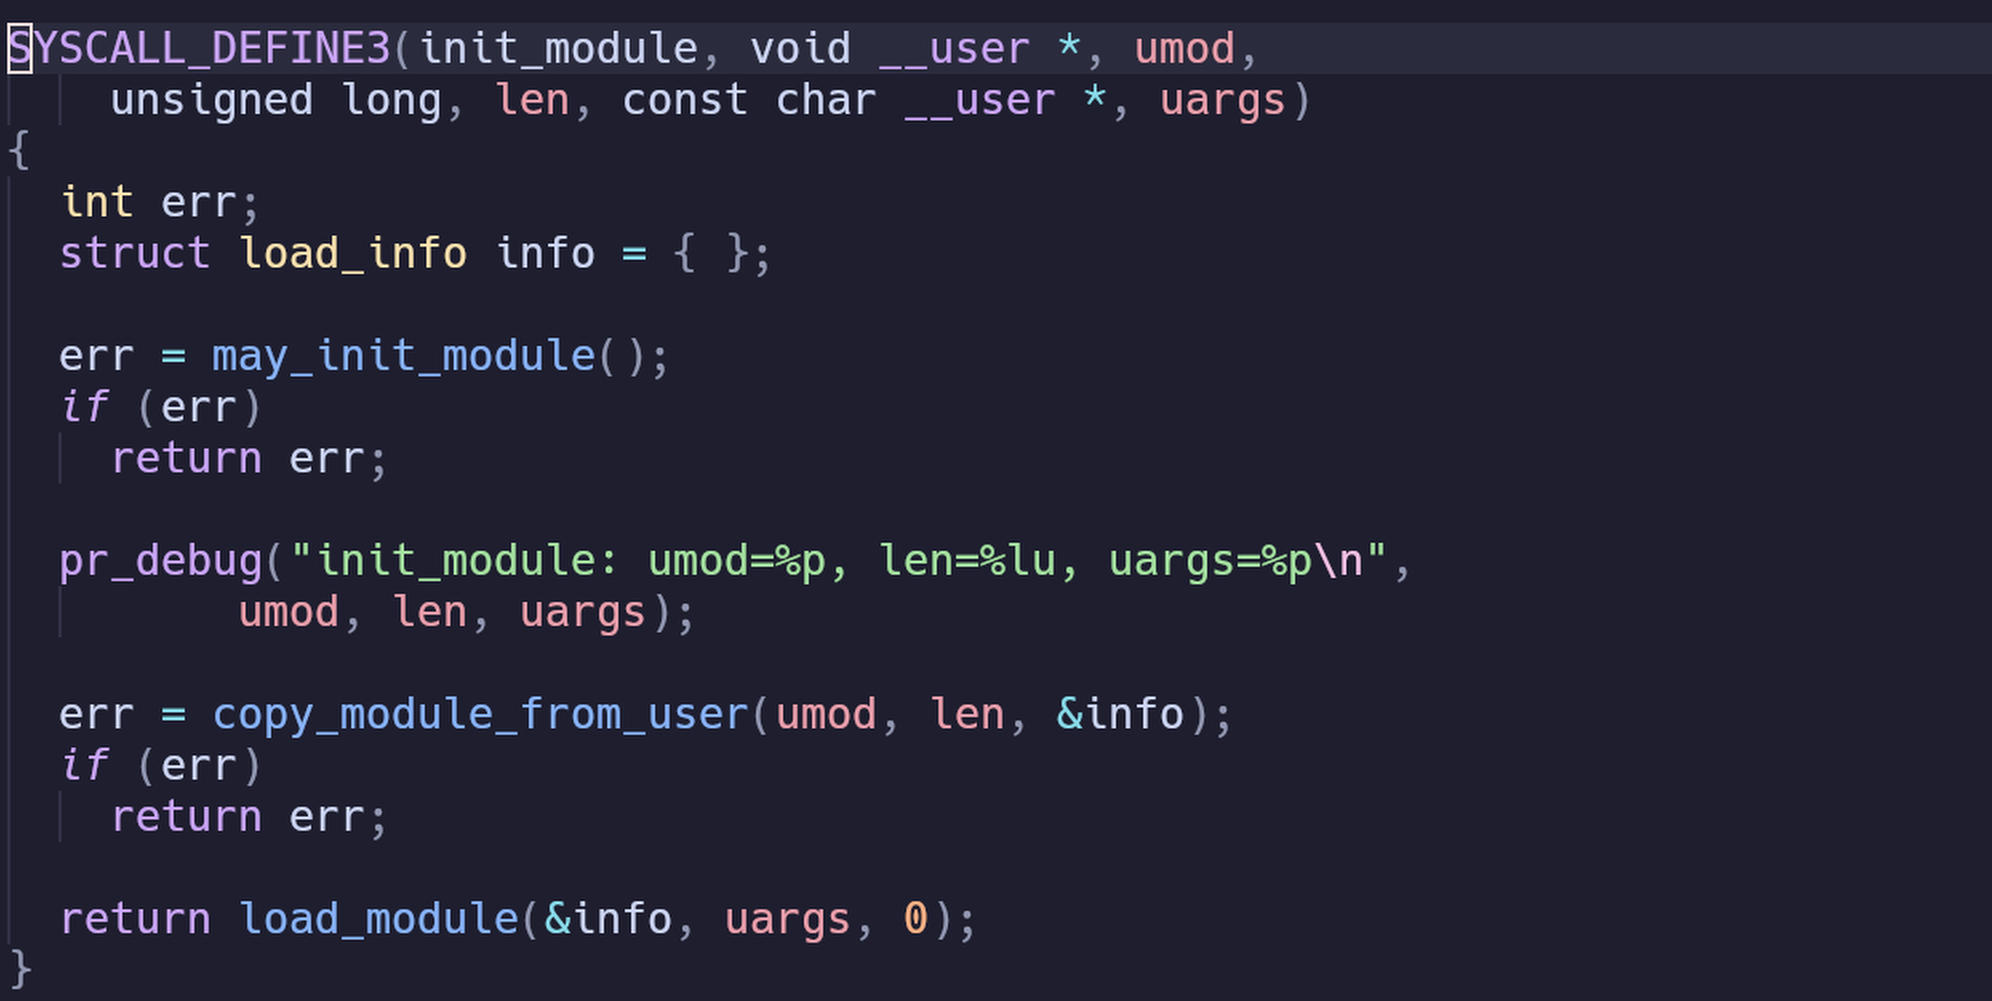 SYSCALL_DEFINE3(init_module, void __user *, umod,
    unsigned long, len, const char __user *, uargs)
{
  int err;
  struct load_info info = { };

  err = may_init_module();
  if (err)
    return err;

  pr_debug("init_module: umod=%p, len=%lu, uargs=%p\n",
         umod, len, uargs);

  err = copy_module_from_user(umod, len, &info);
  if (err)
    return err;

  return load_module(&info, uargs, 0);
}